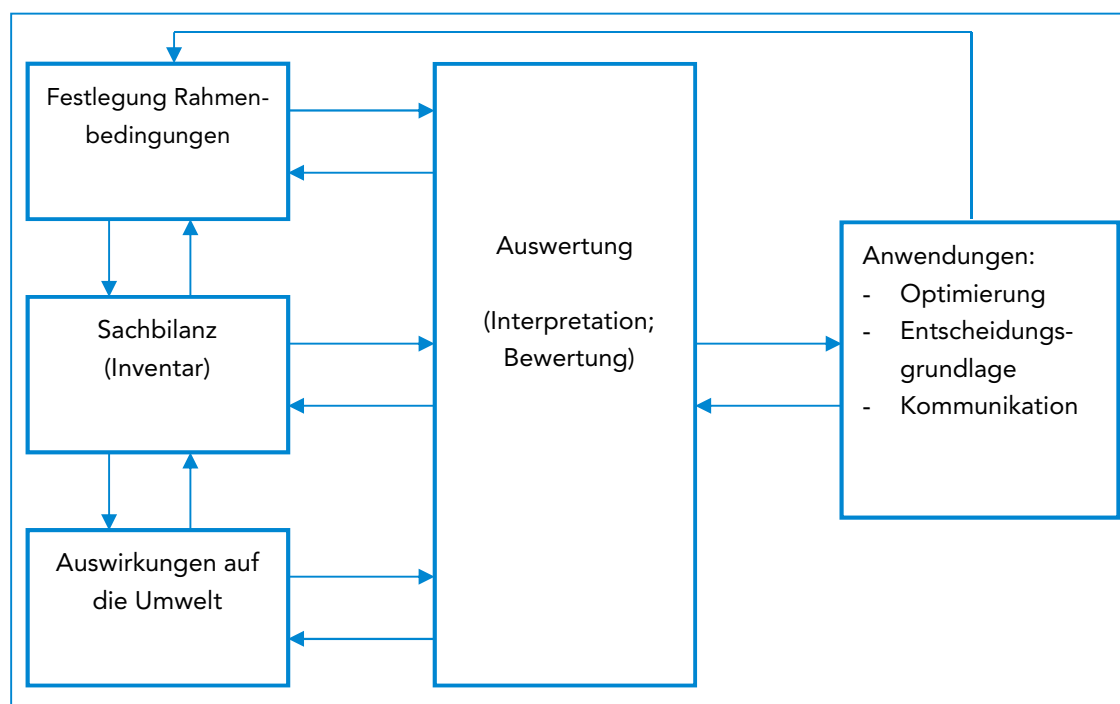 Festlegung Rahmen-
bedingungen
Sachbilanz
(Inventar)
Auswirkungen auf
die Umwelt
Auswertung
(Interpretation;
Bewertung)
Anwendungen:
- Optimierung
- Entscheidungs-
grundlage
- Kommunikation